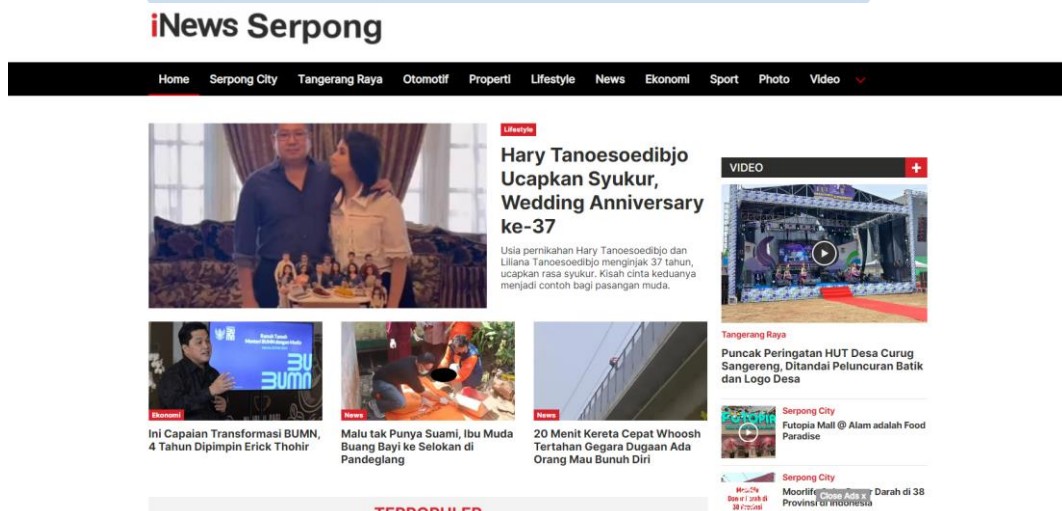 iNews Serpong
Home Serpong City Tangerang Raya Otomotif Properti Lifestyle News Ekonomi Sport Photo Video
Lifestyle
Hary Tanoesoedibjo
Ucapkan Syukur,
Wedding Anniversary
ke-37
Usia pernikahan Hary Tanoesoedibjo dan
Liliana Tanoesoedibjo menginjak 37 tahun,
ucapkan rasa syukur. Kisah cinta keduanya
menjadi contoh bagi pasangan muda.
BUMN
Ekonomi
Ini Capaian Transformasi BUMN,
4 Tahun Dipimpin Erick Thohir
News
Malu tak Punya Suami, Ibu Muda
Buang Bayi ke Selokan di
Pandeglang
News
20 Menit Kereta Cepat Whoosh
Tertahan Gegara Dugaan Ada
Orang Mau Bunuh Diri
VIDEO +
Tangerang Raya
Puncak Peringatan HUT Desa Curug
Sangereng, Ditandai Peluncuran Batik
dan Logo Desa
Serpong City
Futopia Mall @ Alam adalah Food
Paradise
Serpong City
Darah di 38
Provinsi di Indonesia
Close Ads x